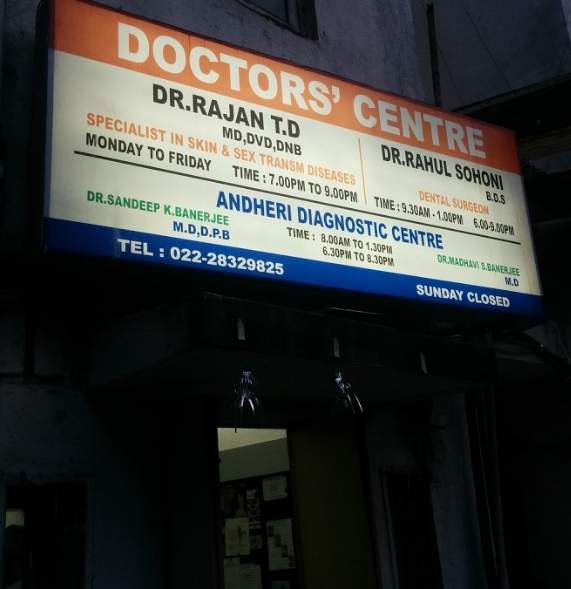 DOCTORS' CENTRE
DR.RAJAN T.D
MD,DVD,DNB
SPECIALIST IN SKIN & SEX TRANSM DISEASES
MONDAY TO FRIDAY TIME : 7.00PM TO 9.00PM
DR.RAHUL SOHONI
B.D.S
DENTAL SURGEON
TIME : 9.30AM - 1.00PM 6.00-9.00PM
ANDHERI DIAGNOSTIC CENTRE
DR.SANDEEP K.BANERJEE
M.D,D.P.B
TIME : 8.00AM TO 1.30PM
6.30PM TO 8.30PM
DR.MADHAVI S.BANERJEE
M.D
TEL : 022-28329825
SUNDAY CLOSED